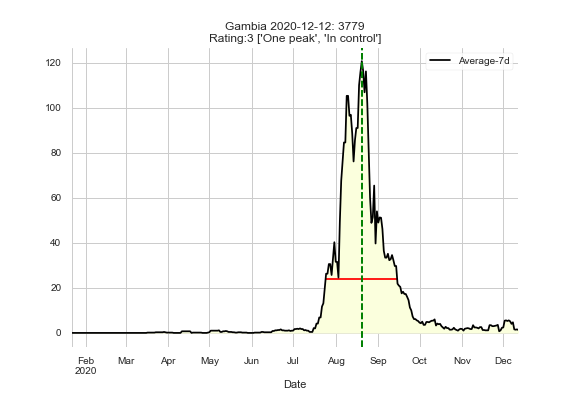 Gambia 2020-12-12: 3779
Rating:3 ['One peak', 'In control']
Average-7d
120
100
80
60
40
20
0
Feb Mar Apr May Jun Jul Aug Sep Oct Nov Dec
2020
Date